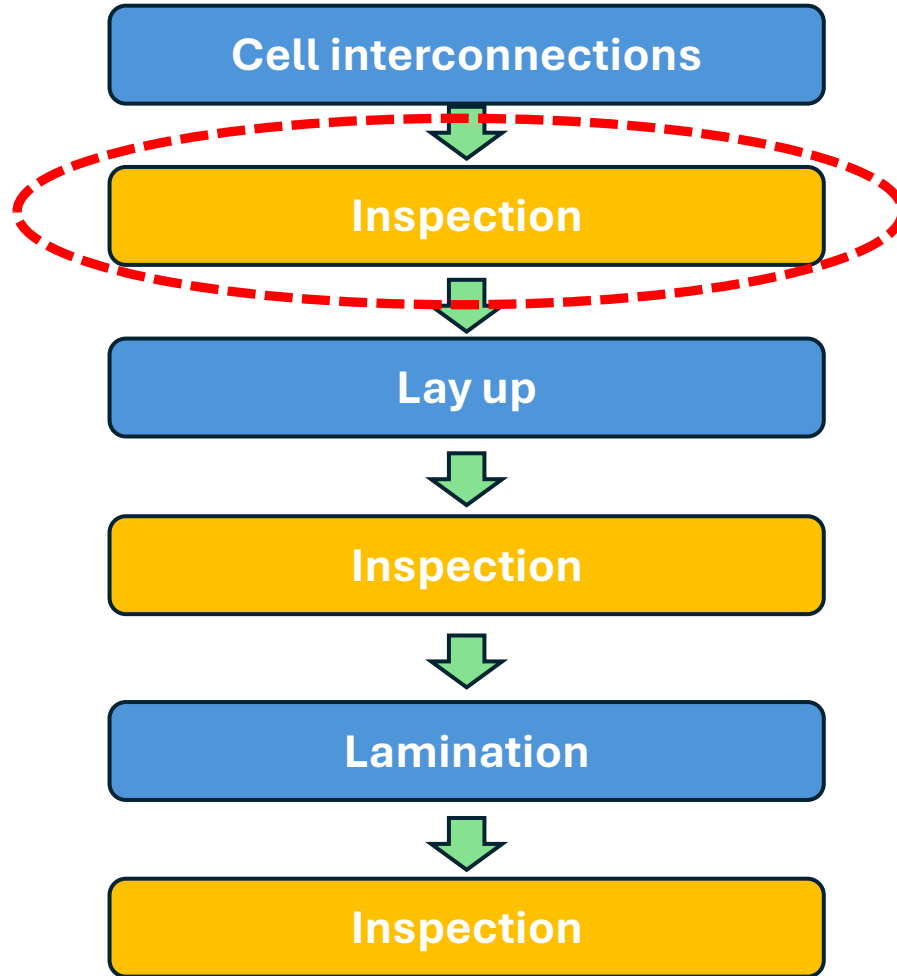 Cell interconnections
Inspection
Lay up
Inspection
Lamination
Inspection